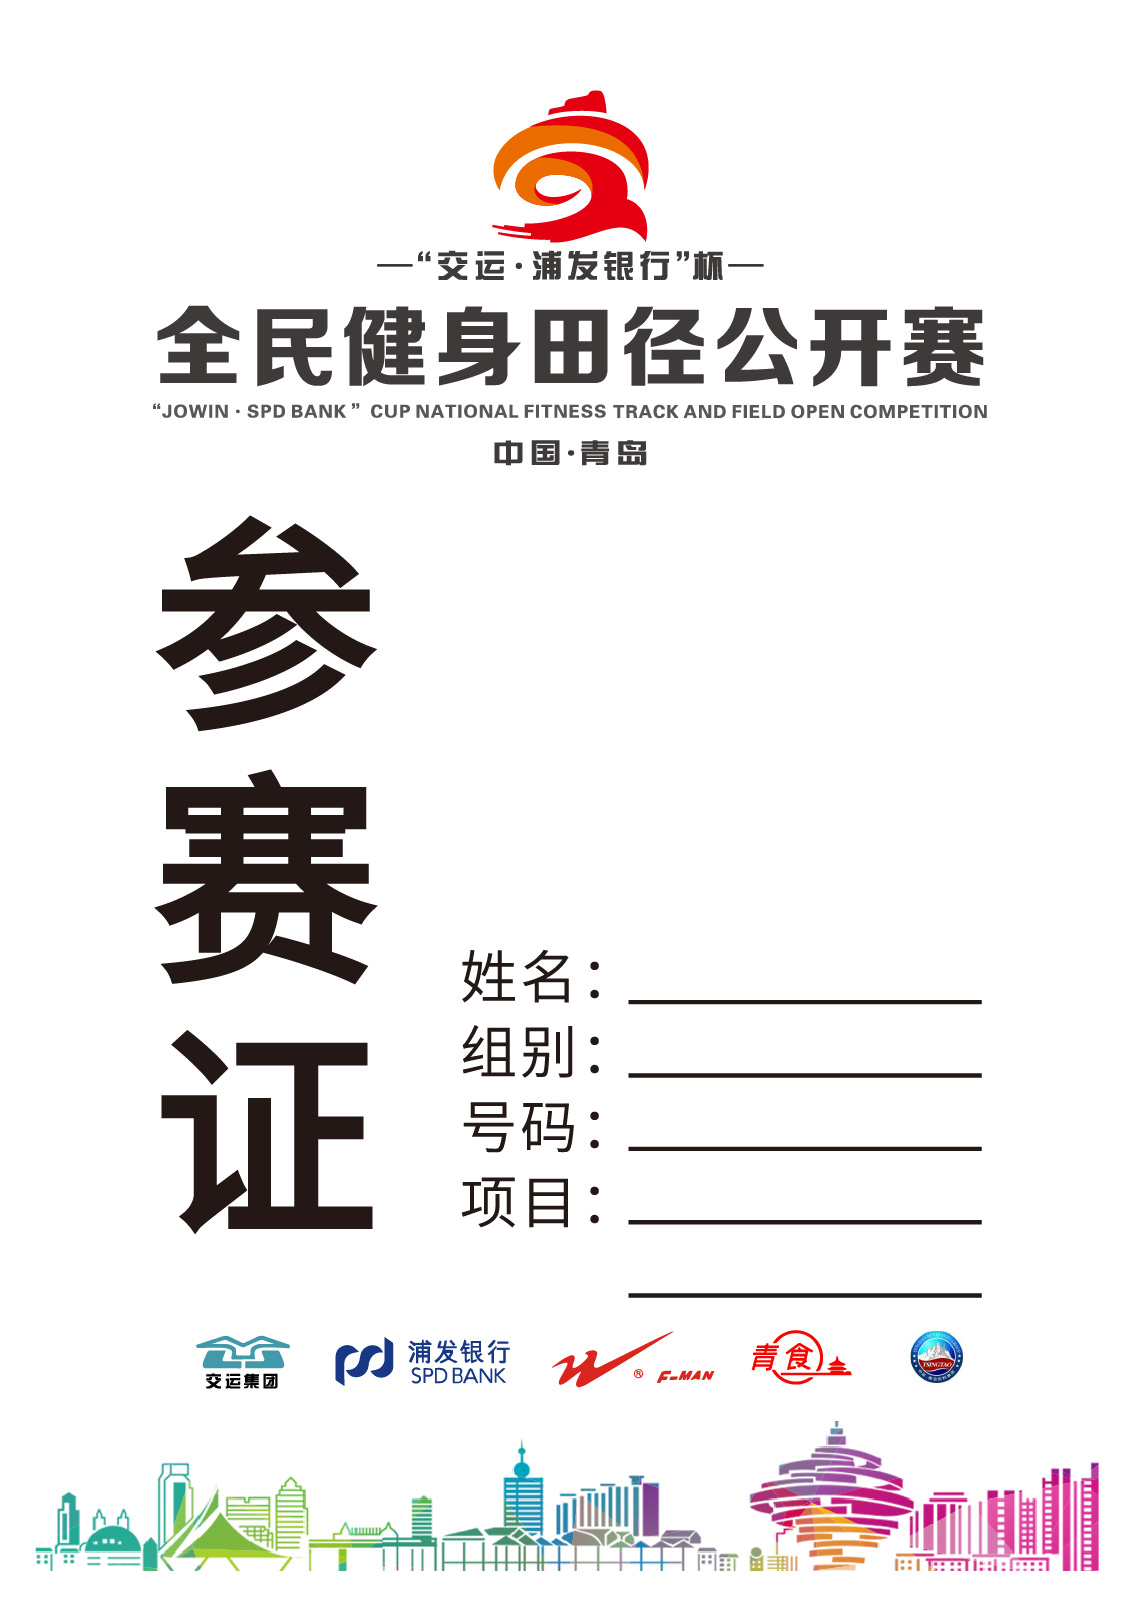 “交运·浦发银行”杯
全民健身田径公开赛
“JOWIN · SPD BANK ” CUP NATIONAL FITNESS TRACK AND FIELD OPEN COMPETITION
中国·青岛
参
赛
证
姓名：
组别：
号码：
项目：
交运集团
浦发银行
SPD BANK
® F-MAN
青食
TSINGTAO